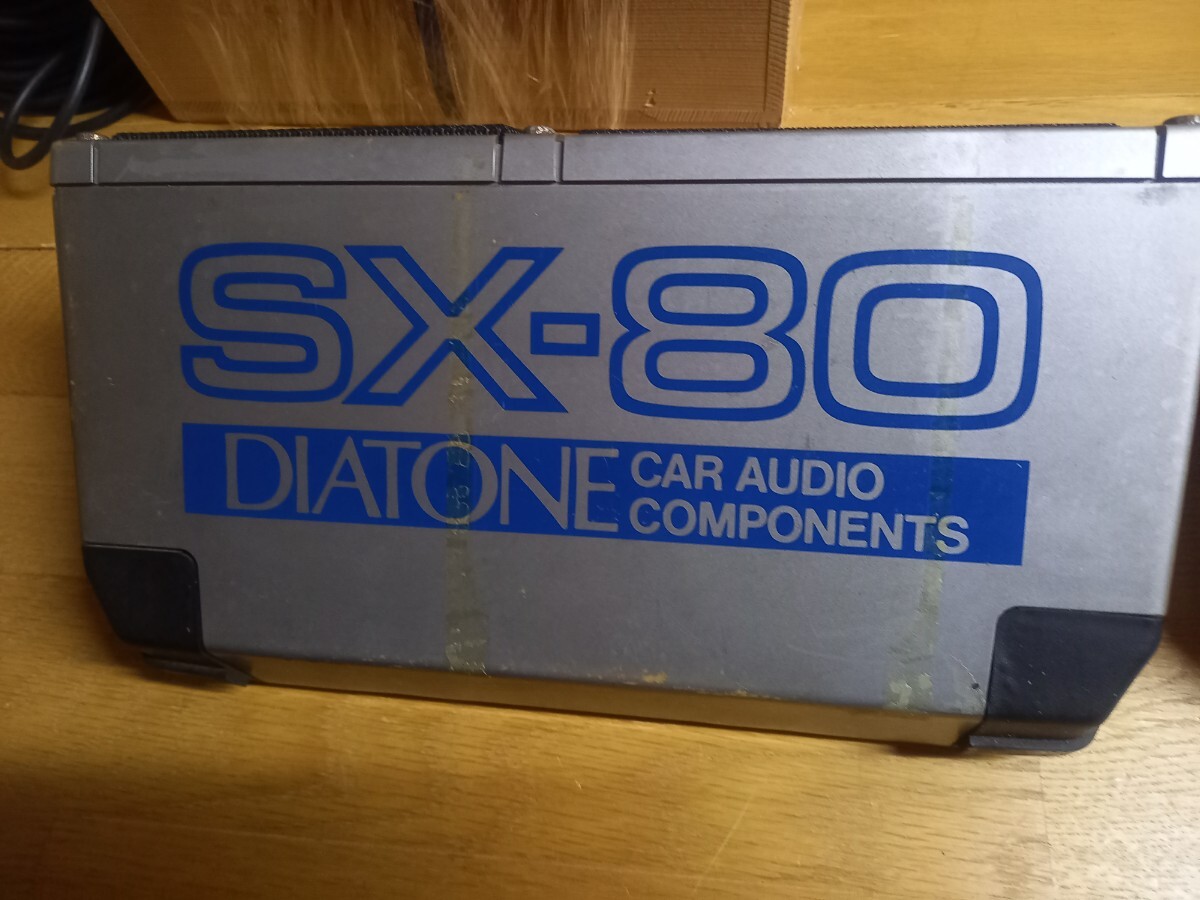 SX-80
DIATONE CAR AUDIO
COMPONENTS